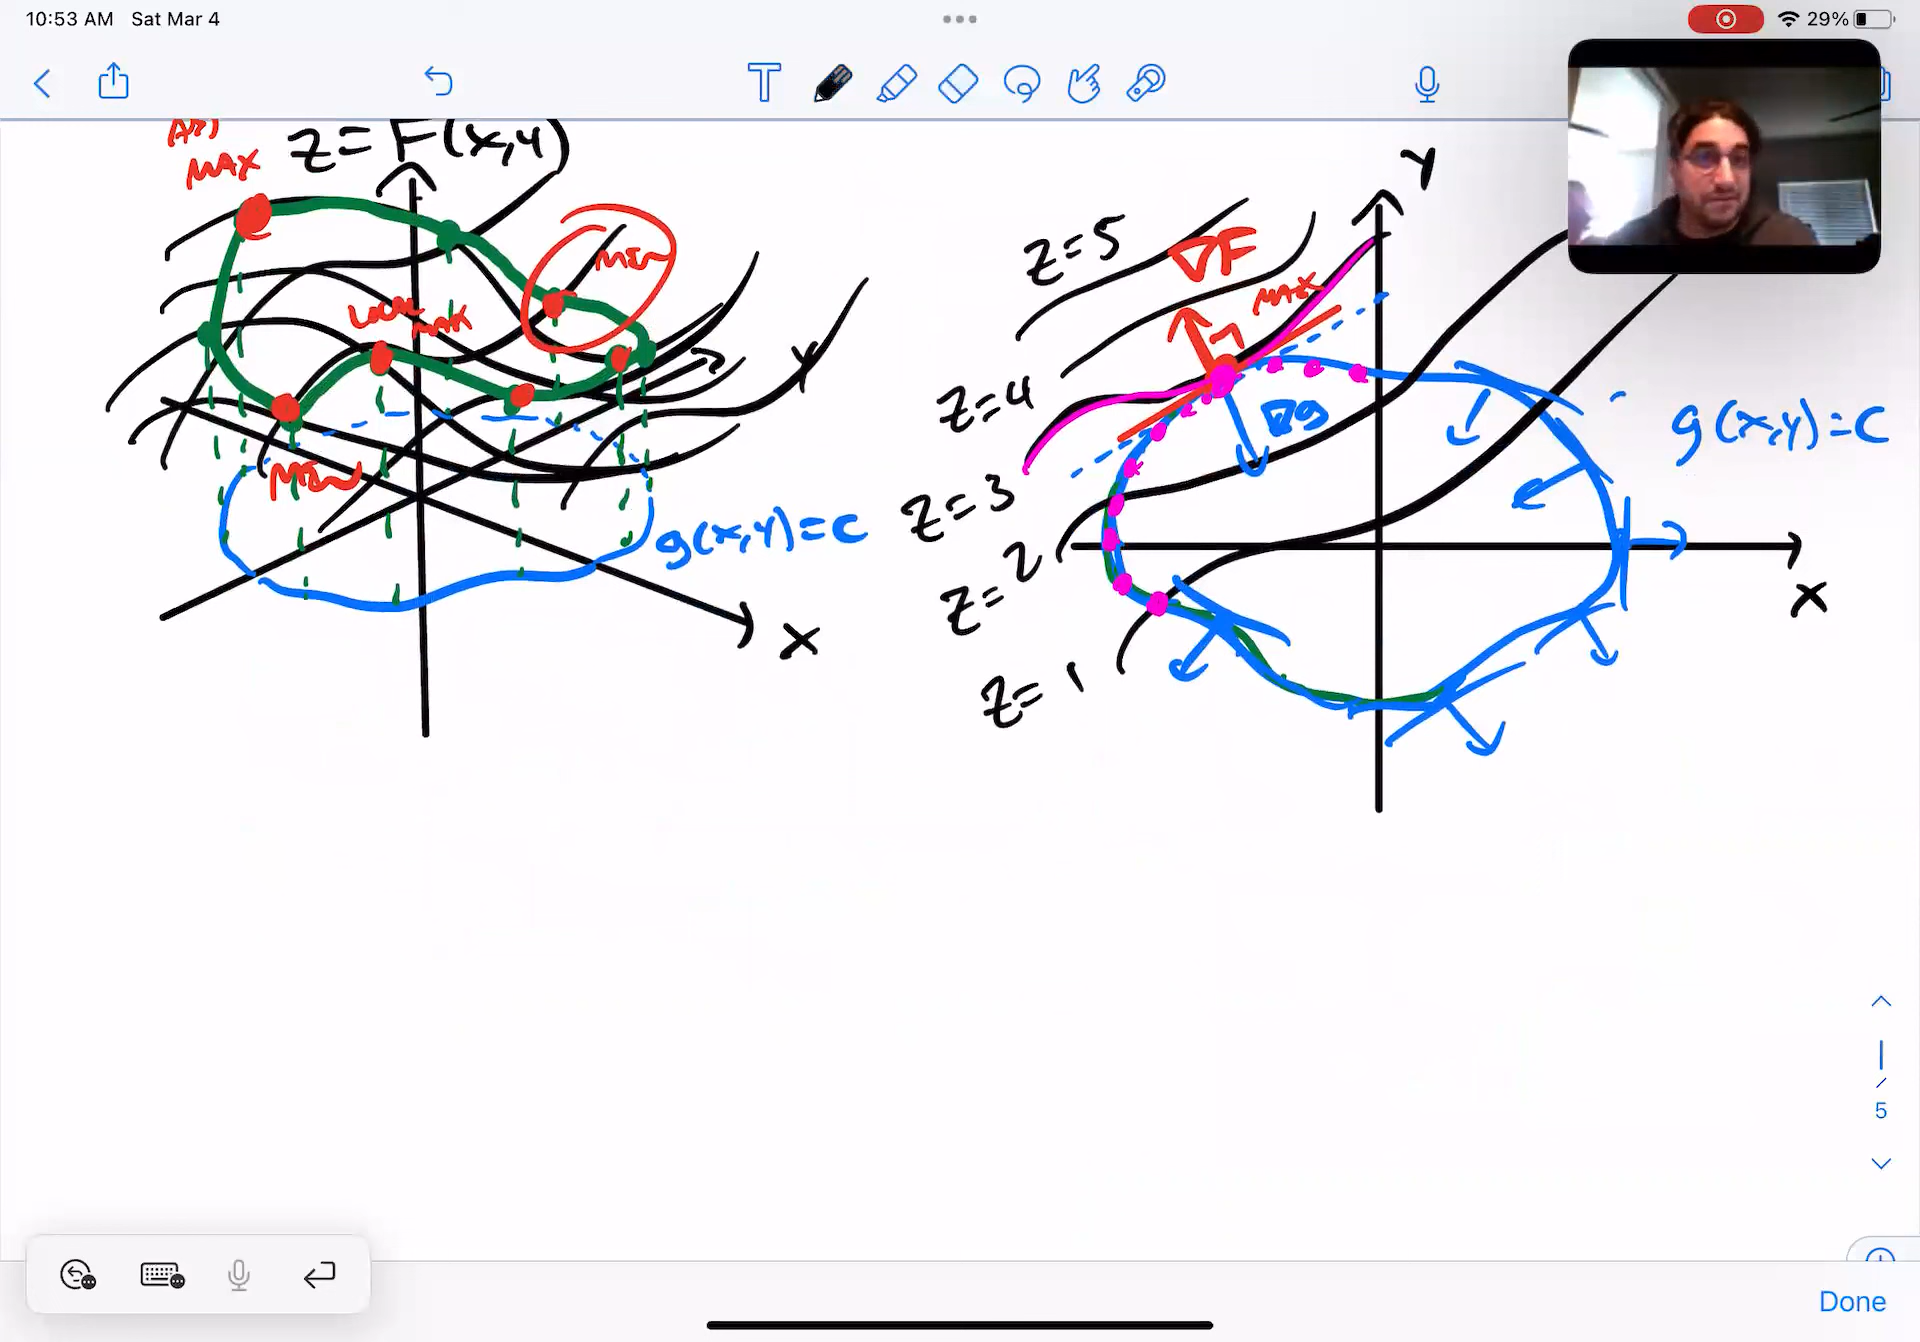 10:53 AM Sat Mar 4
29%
T
MAX
Z = F(x,y)
MIN
LOCAL
MAX
Y
MIN
g(x,y)=c
X
Y
Z=5
∇F
MAX
Z=4
∇g
g(x,y)=c
Z=3
Z=2
X
Z=1
1
/
5
Done